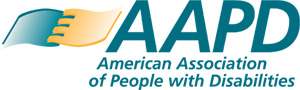 AAPD
American Association
of People with Disabilities